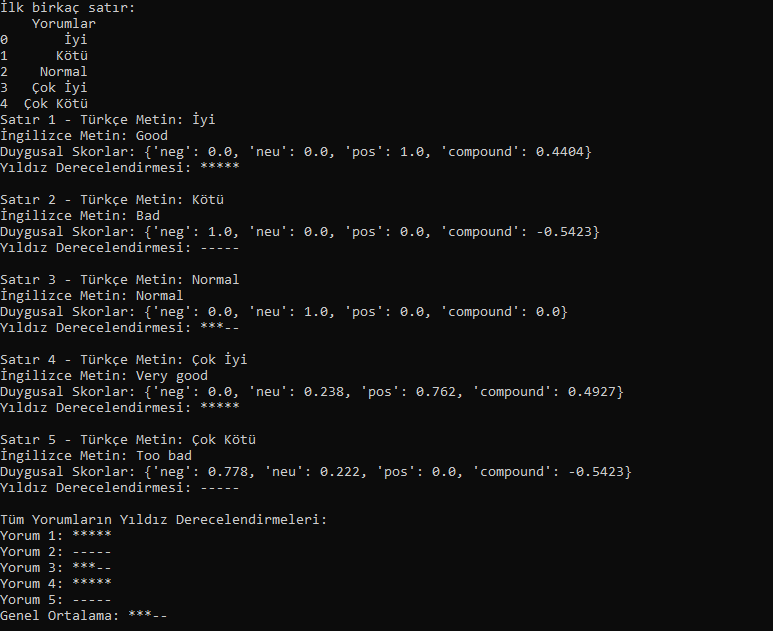 İlk birkaç satır:
Yorumlar
0 İyi
1 Kötü
2 Normal
3 Çok İyi
4 Çok Kötü
Satır 1 - Türkçe Metin: İyi
İngilizce Metin: Good
Duygusal Skorlar: {'neg': 0.0, 'neu': 0.0, 'pos': 1.0, 'compound': 0.4404}
Yıldız Derecelendirmesi: *****
Satır 2 - Türkçe Metin: Kötü
İngilizce Metin: Bad
Duygusal Skorlar: {'neg': 1.0, 'neu': 0.0, 'pos': 0.0, 'compound': -0.5423}
Yıldız Derecelendirmesi: -----
Satır 3 - Türkçe Metin: Normal
İngilizce Metin: Normal
Duygusal Skorlar: {'neg': 0.0, 'neu': 1.0, 'pos': 0.0, 'compound': 0.0}
Yıldız Derecelendirmesi: ***--
Satır 4 - Türkçe Metin: Çok İyi
İngilizce Metin: Very good
Duygusal Skorlar: {'neg': 0.0, 'neu': 0.238, 'pos': 0.762, 'compound': 0.4927}
Yıldız Derecelendirmesi: *****
Satır 5 - Türkçe Metin: Çok Kötü
İngilizce Metin: Too bad
Duygusal Skorlar: {'neg': 0.778, 'neu': 0.222, 'pos': 0.0, 'compound': -0.5423}
Yıldız Derecelendirmesi: -----
Tüm Yorumların Yıldız Derecelendirmeleri:
Yorum 1: *****
Yorum 2: -----
Yorum 3: ***--
Yorum 4: *****
Yorum 5: -----
Genel Ortalama: ***--